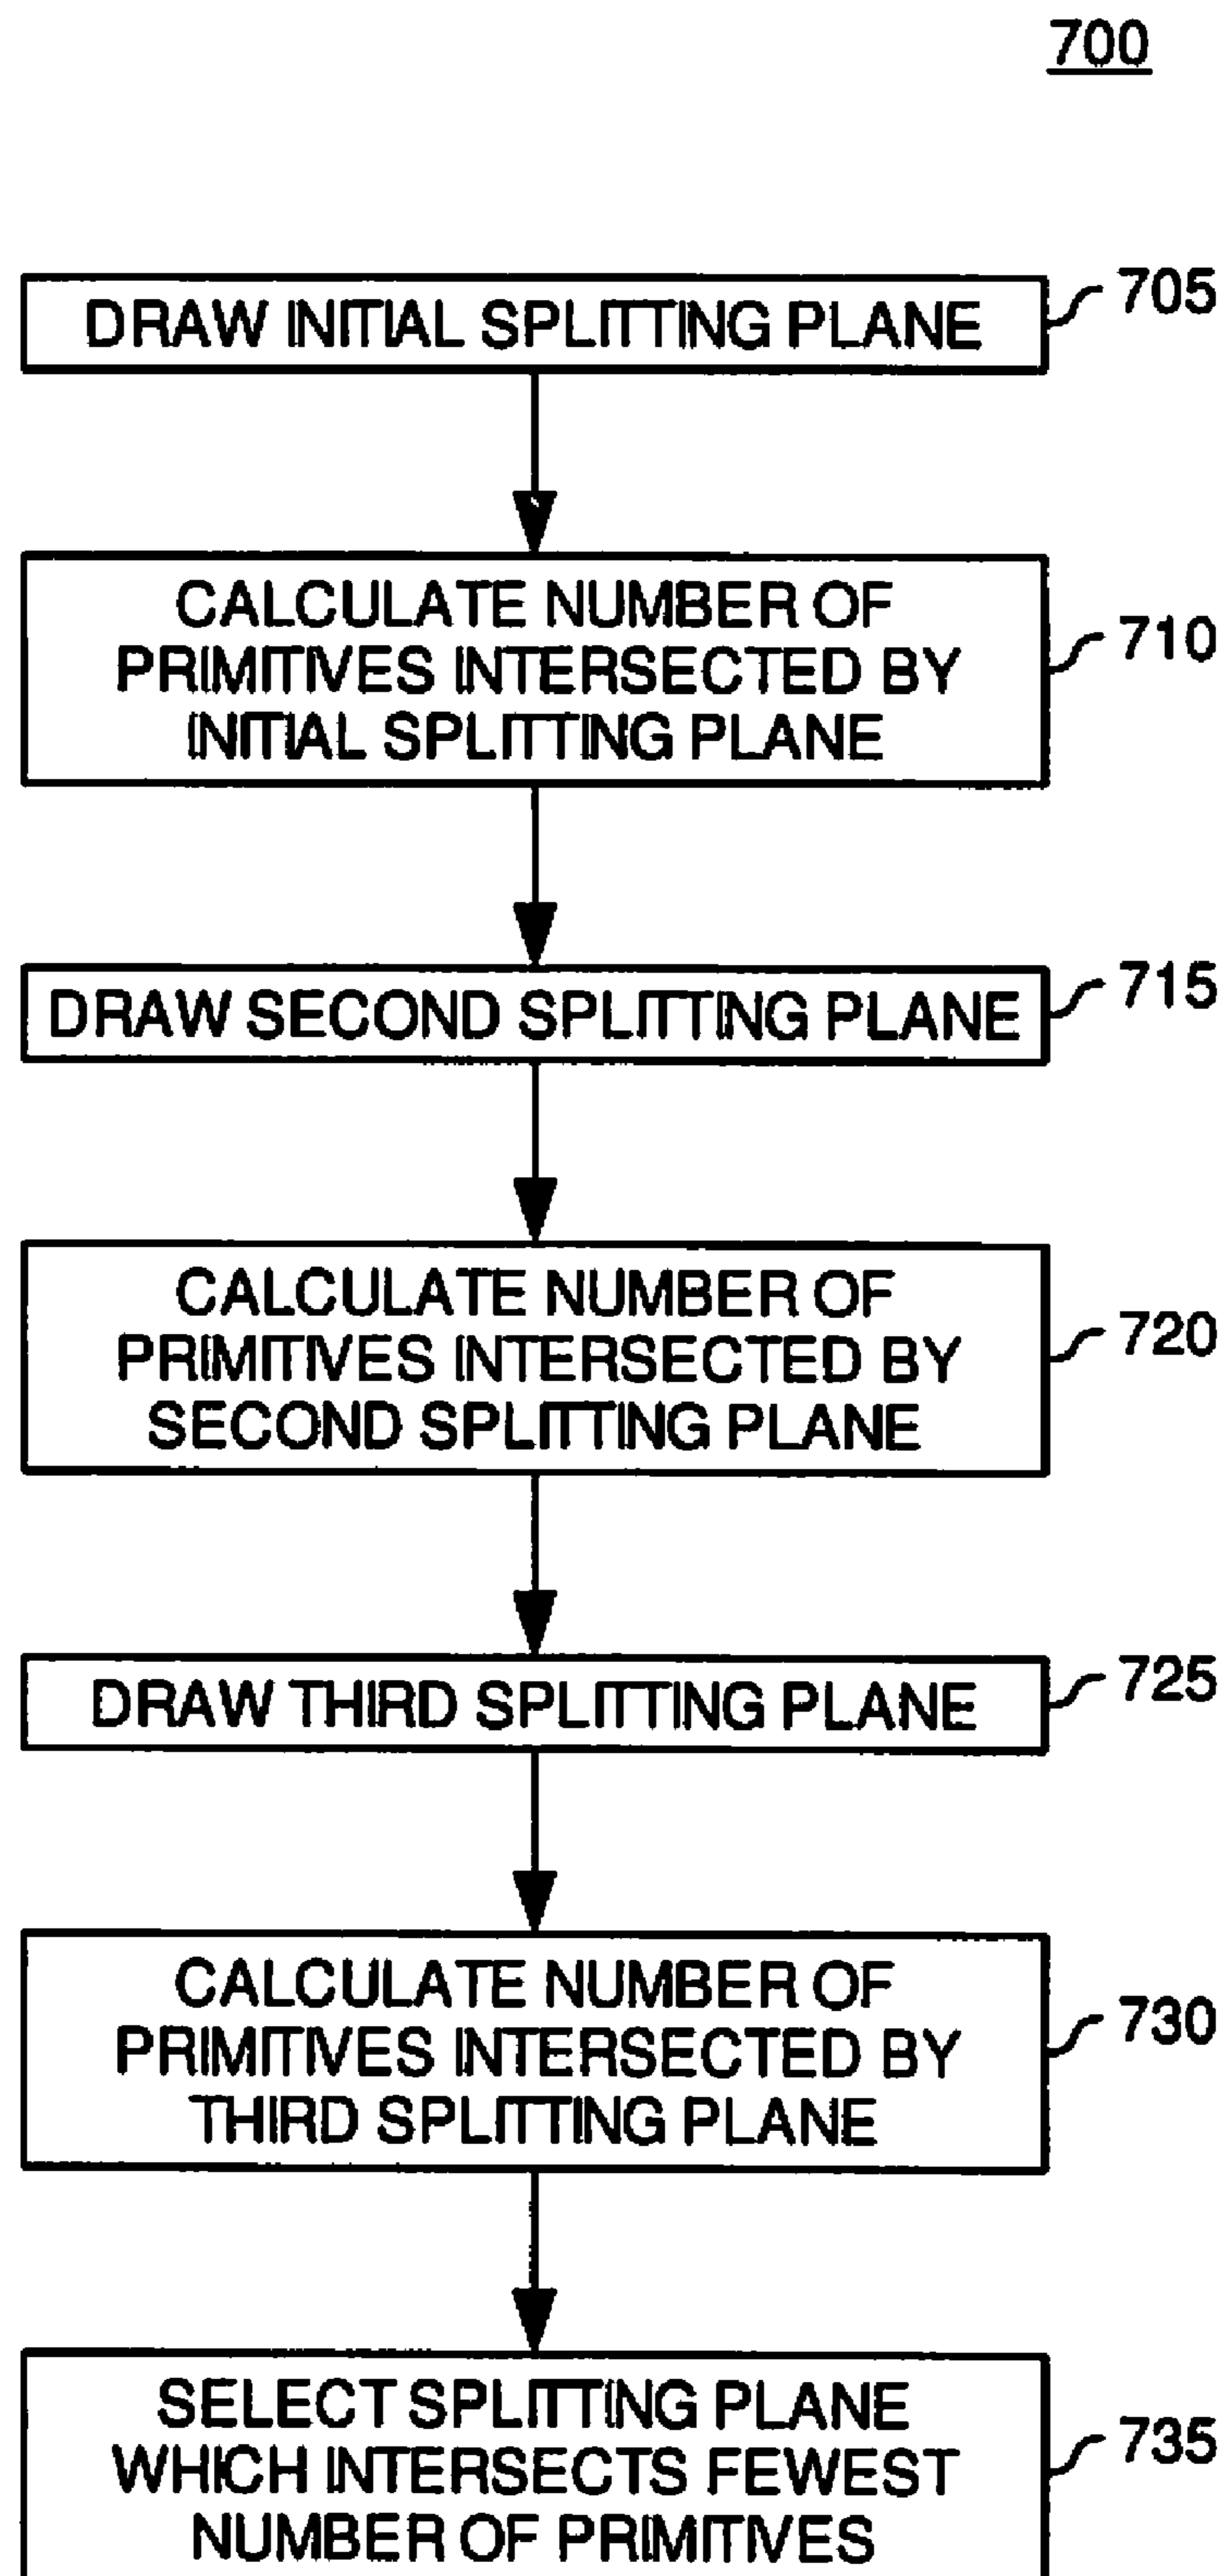 700
DRAW INITIAL SPLITTING PLANE
705
CALCULATE NUMBER OF
PRIMITIVES INTERSECTED BY
INITIAL SPLITTING PLANE
710
DRAW SECOND SPLITTING PLANE
715
CALCULATE NUMBER OF
PRIMITIVES INTERSECTED BY
SECOND SPLITTING PLANE
720
DRAW THIRD SPLITTING PLANE
725
CALCULATE NUMBER OF
PRIMITIVES INTERSECTED BY
THIRD SPLITTING PLANE
730
SELECT SPLITTING PLANE
WHICH INTERSECTS FEWEST
NUMBER OF PRIMITIVES
735